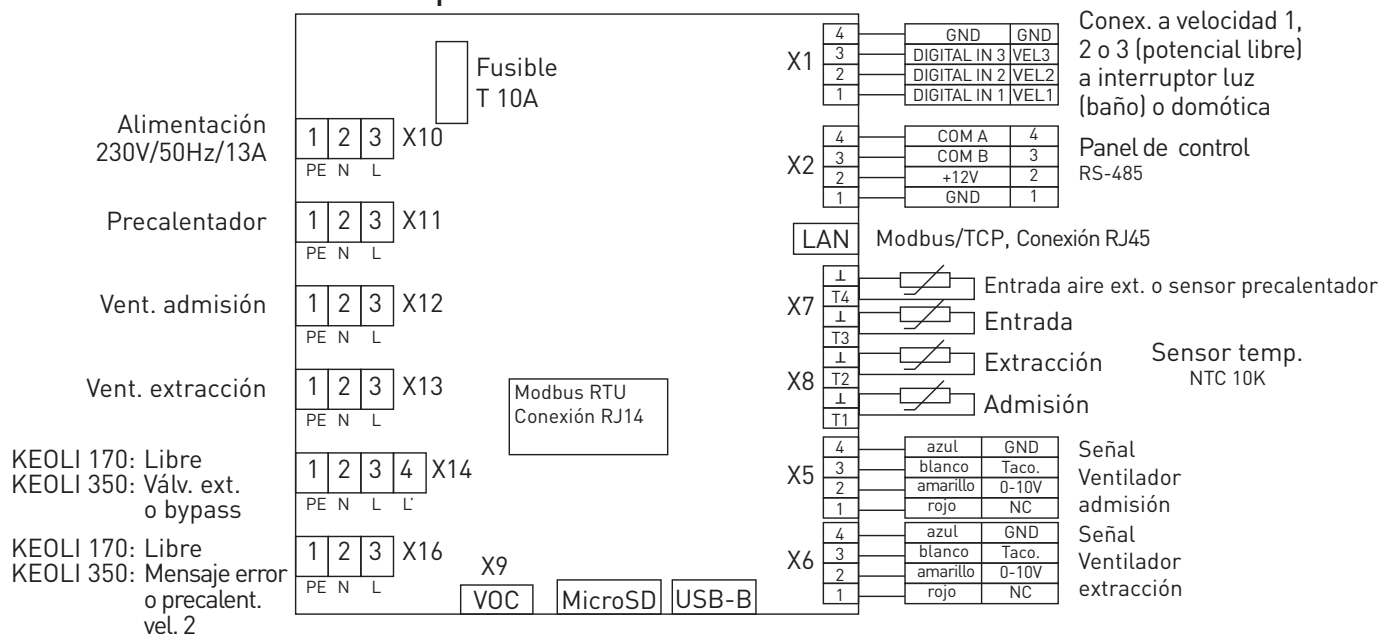 Fusible
T 10A
Alimentación
230V/50Hz/13A
1 2 3 X10
PE N L
Precalentador
1 2 3 X11
PE N L
Vent. admisión
1 2 3 X12
PE N L
Vent. extracción
1 2 3 X13
PE N L
Modbus RTU
Conexión RJ14
KEOLI 170: Libre
KEOLI 350: Válv. ext.
o bypass
1 2 3 4 X14
PE N L L'
KEOLI 170: Libre
KEOLI 350: Mensaje error
o precalent.
vel. 2
1 2 3 X16
PE N L
X9
VOC
MicroSD
USB-B
X1
4 GND GND
3 DIGITAL IN 3 VEL3
2 DIGITAL IN 2 VEL2
1 DIGITAL IN 1 VEL1
Conex. a velocidad 1,
2 o 3 (potencial libre)
a interruptor luz
(baño) o domótica
X2
4 COM A 4
3 COM B 3
2 +12V 2
1 GND 1
Panel de control
RS-485
LAN Modbus/TCP, Conexión RJ45
X7
⊥
T4
Entrada aire ext. o sensor precalentador
⊥
T3
Entrada
X8
⊥
T2
Extracción
⊥
T1
Admisión
Sensor temp.
NTC 10K
X5
4 azul GND
3 blanco Taco.
2 amarillo 0-10V
1 rojo NC
Señal
Ventilador
admisión
X6
4 azul GND
3 blanco Taco.
2 amarillo 0-10V
1 rojo NC
Señal
Ventilador
extracción